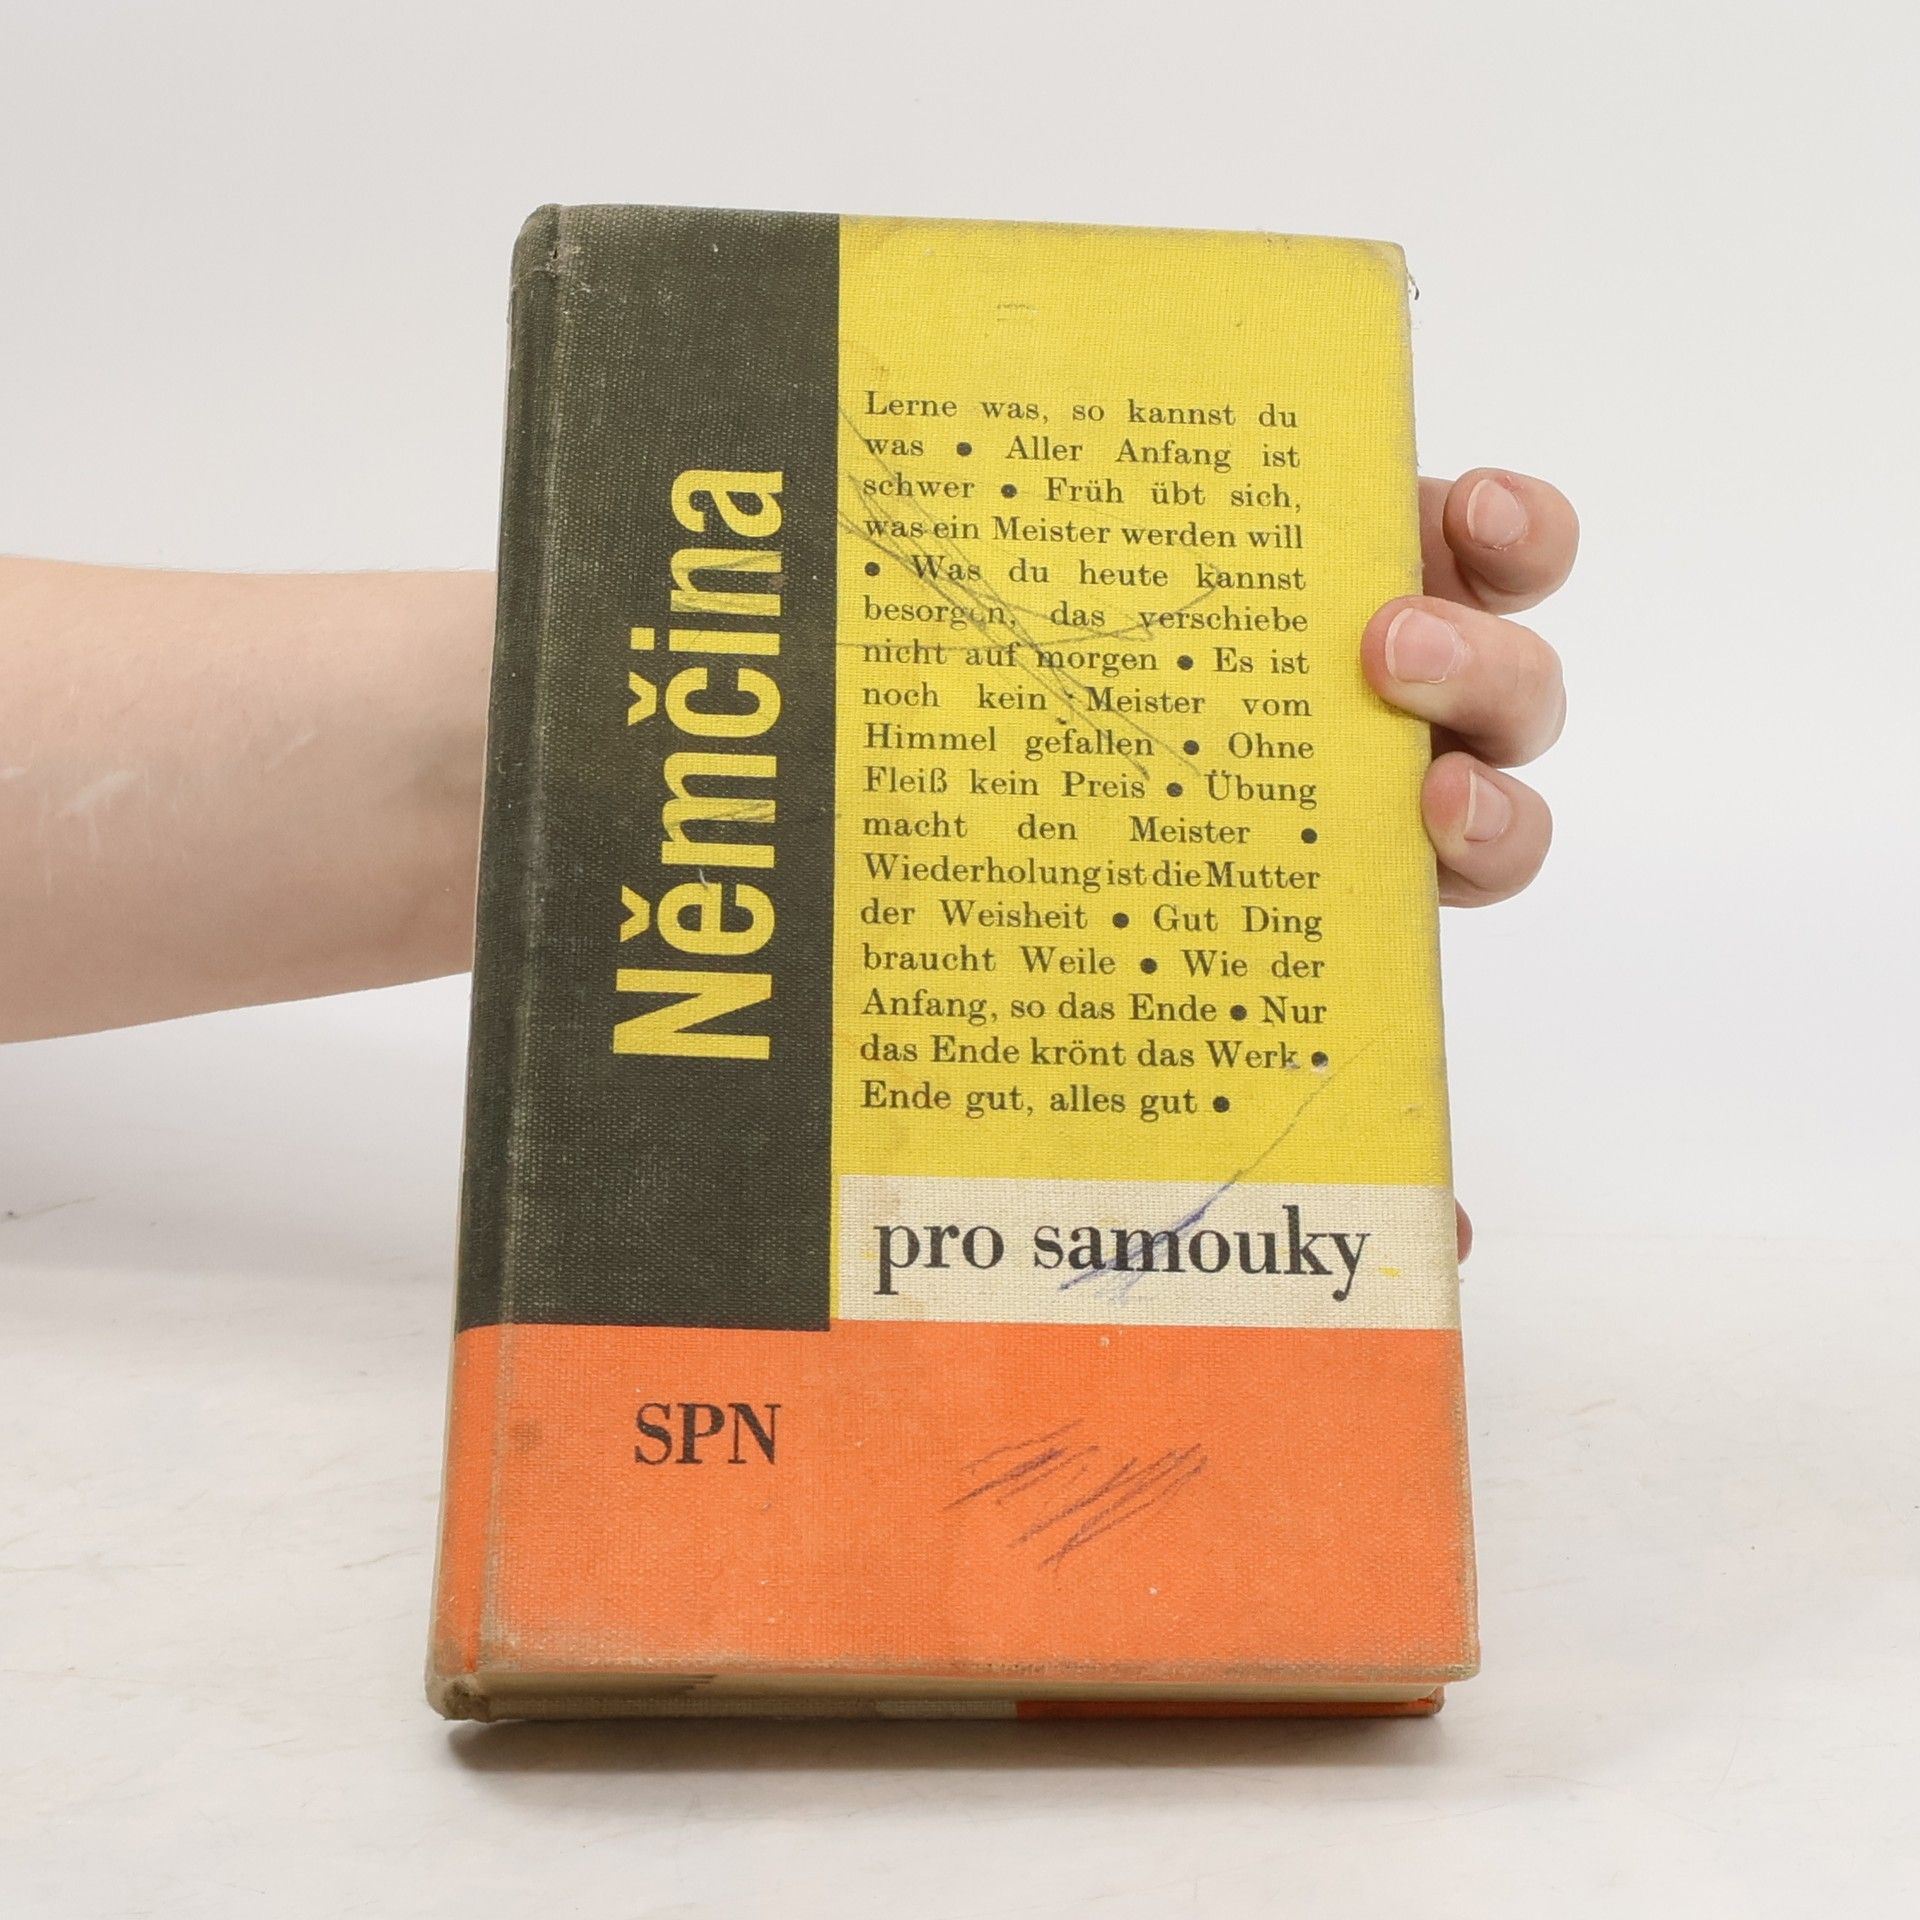 Němčina
Lerne was, so kannst du
was ● Aller Anfang ist
schwer ● Früh übt sich,
was ein Meister werden will
● Was du heute kannst
besorgen, das verschiebe
nicht auf morgen ● Es ist
noch kein Meister vom
Himmel gefallen ● Ohne
Fleiß kein Preis ● Übung
macht den Meister ●
Wiederholung ist die Mutter
der Weisheit ● Gut Ding
braucht Weile ● Wie der
Anfang, so das Ende ● Nur
das Ende krönt das Werk ●
Ende gut, alles gut ●
pro samouky
SPN